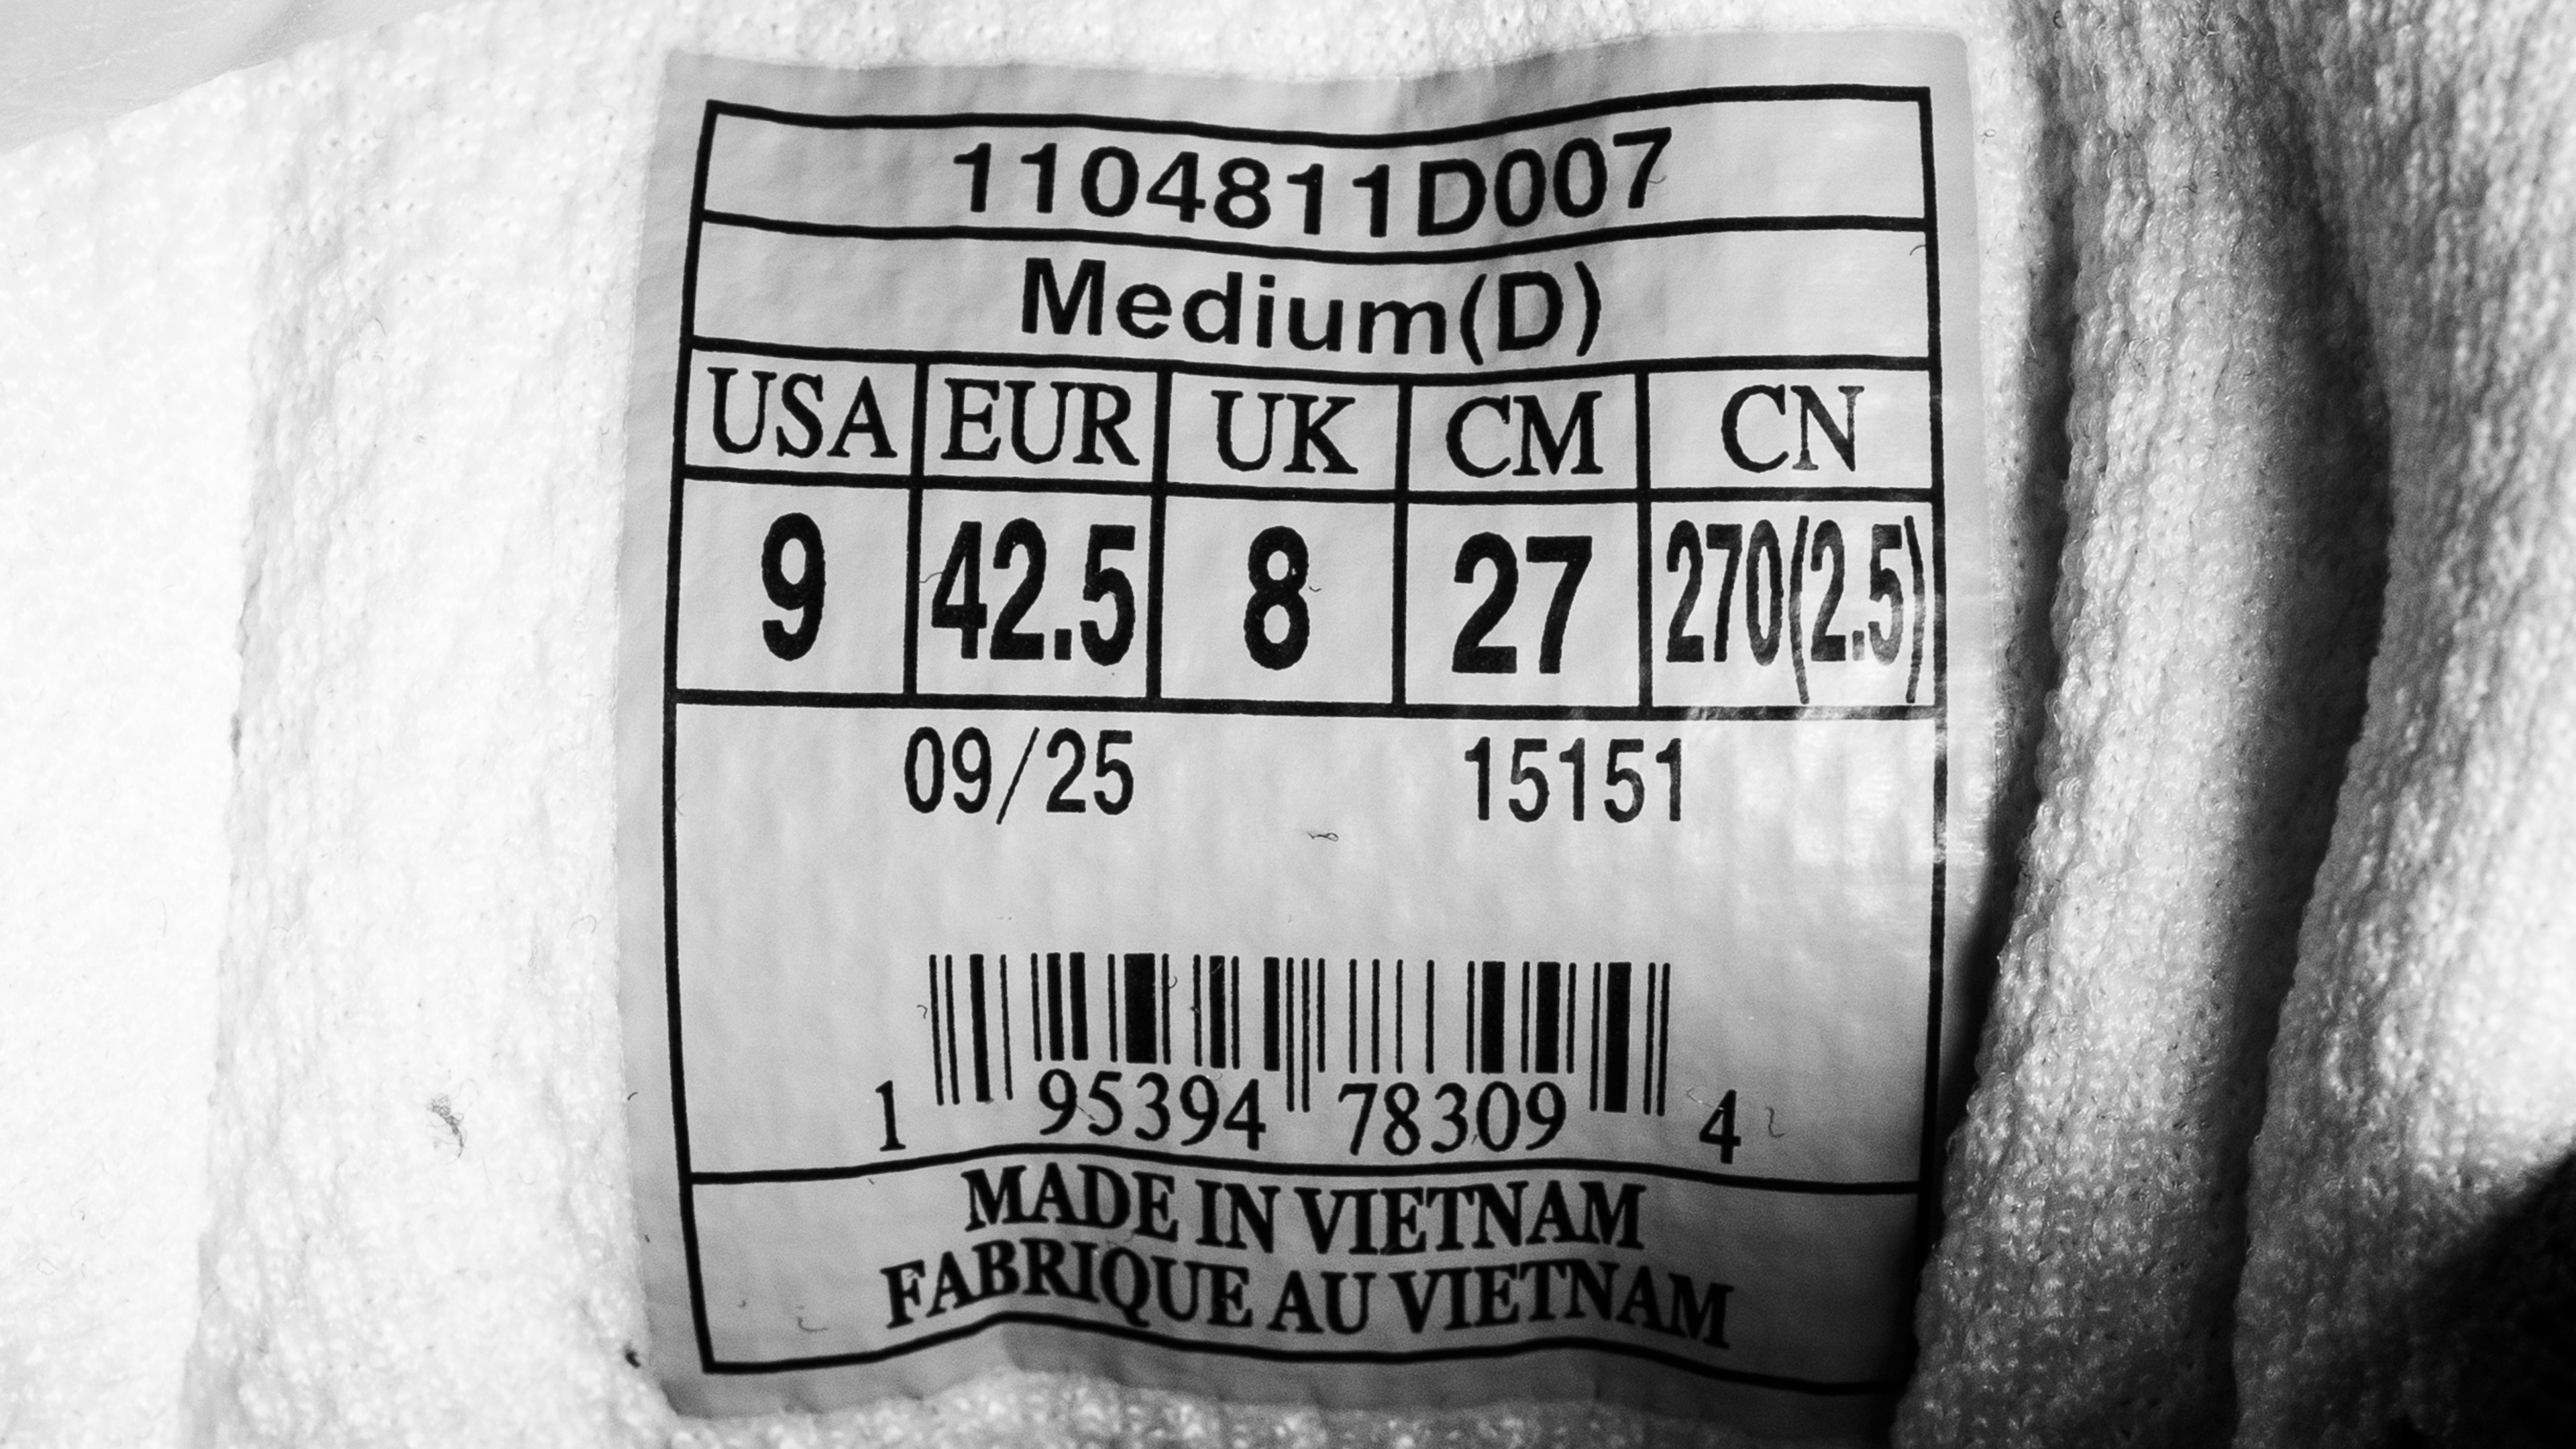 1104811D007
Medium(D)
USA EUR UK CM CN
9 42.5 8 27 270(2.5)
09/25 15151
1 95394 78309 4
MADE IN VIETNAM
FABRIQUE AU VIETNAM